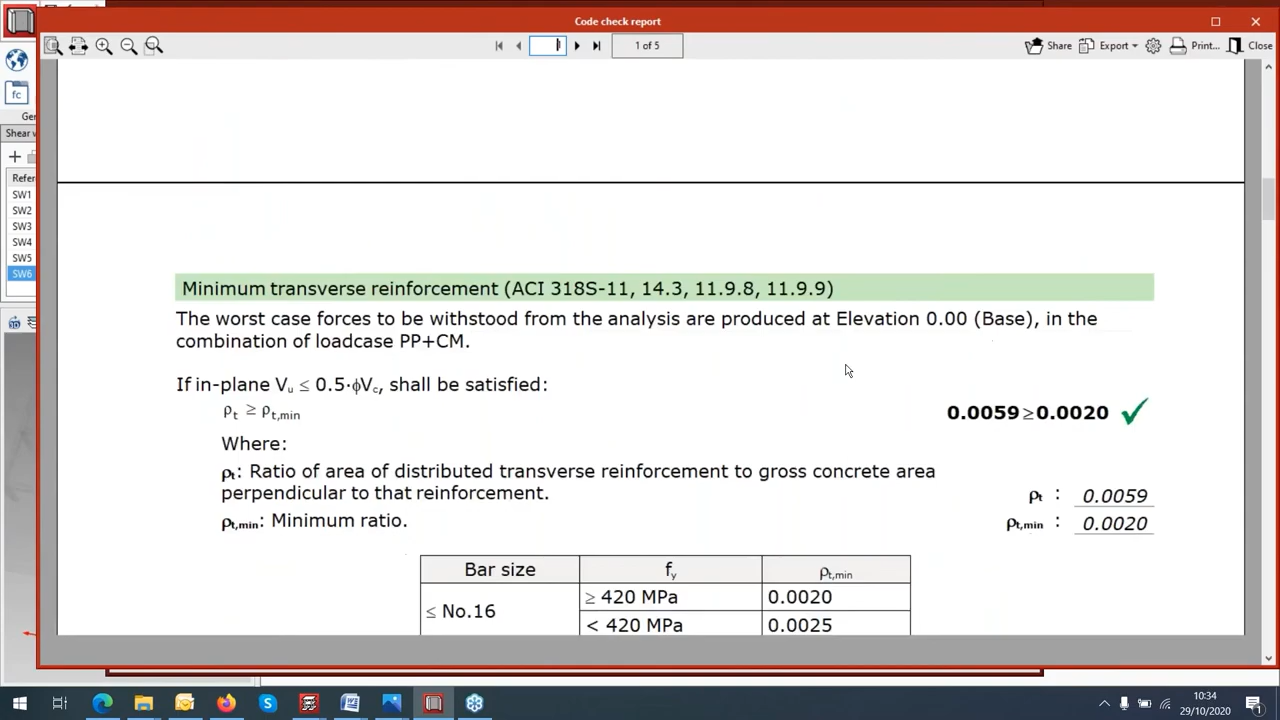 Code check report
1 of 5
Share
Export
Print...
Close
fc
Shear w
Refere
SW1
SW2
SW3
SW4
SW5
SW6
Minimum transverse reinforcement (ACI 318S-11, 14.3, 11.9.8, 11.9.9)
The worst case forces to be withstood from the analysis are produced at Elevation 0.00 (Base), in the
combination of loadcase PP+CM.
If in-plane Vu ≤ 0.5·ϕVc, shall be satisfied:
ρt ≥ ρt,min
0.0059≥0.0020
Where:
ρt: Ratio of area of distributed transverse reinforcement to gross concrete area
perpendicular to that reinforcement.
ρt : 0.0059
ρt,min: Minimum ratio.
ρt,min : 0.0020
Bar size fy ρt,min
≤ No.16 ≥ 420 MPa 0.0020
< 420 MPa 0.0025
10:34
29/10/2020